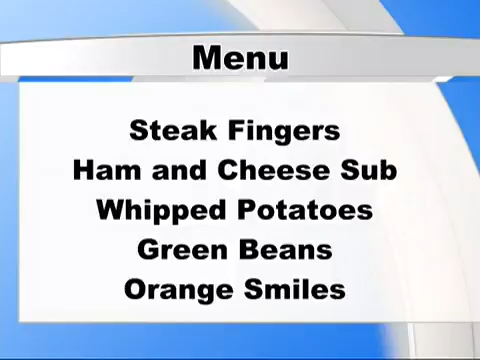 Menu
Steak Fingers
Ham and Cheese Sub
Whipped Potatoes
Green Beans
Orange Smiles